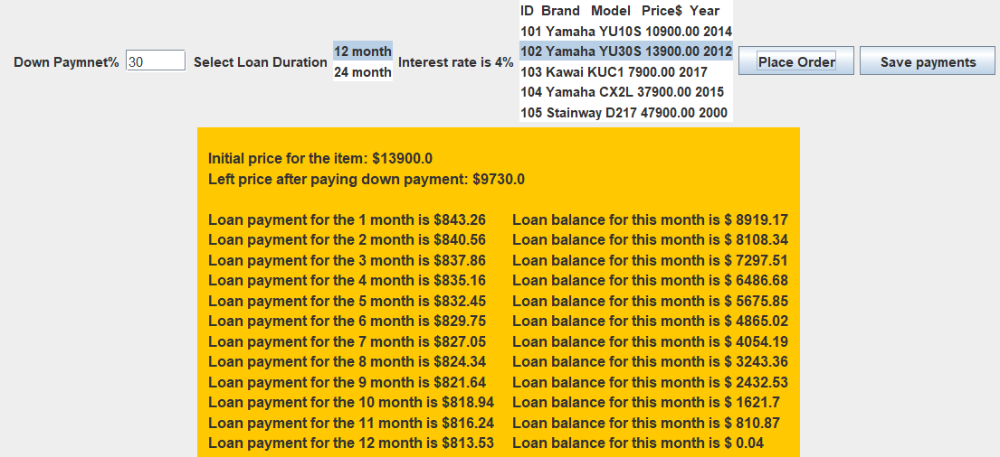 ID Brand Model Price$ Year
101 Yamaha YU10S 10900.00 2014
Down Paymnet% 30 Select Loan Duration 12 month Interest rate is 4% 102 Yamaha YU30S 13900.00 2012 Place Order Save payments
24 month 103 Kawai KUC1 7900.00 2017
104 Yamaha CX2L 37900.00 2015
105 Stainway D217 47900.00 2000
Initial price for the item: $13900.0
Left price after paying down payment: $9730.0
Loan payment for the 1 month is $843.26 Loan balance for this month is $ 8919.17
Loan payment for the 2 month is $840.56 Loan balance for this month is $ 8108.34
Loan payment for the 3 month is $837.86 Loan balance for this month is $ 7297.51
Loan payment for the 4 month is $835.16 Loan balance for this month is $ 6486.68
Loan payment for the 5 month is $832.45 Loan balance for this month is $ 5675.85
Loan payment for the 6 month is $829.75 Loan balance for this month is $ 4865.02
Loan payment for the 7 month is $827.05 Loan balance for this month is $ 4054.19
Loan payment for the 8 month is $824.34 Loan balance for this month is $ 3243.36
Loan payment for the 9 month is $821.64 Loan balance for this month is $ 2432.53
Loan payment for the 10 month is $818.94 Loan balance for this month is $ 1621.7
Loan payment for the 11 month is $816.24 Loan balance for this month is $ 810.87
Loan payment for the 12 month is $813.53 Loan balance for this month is $ 0.04